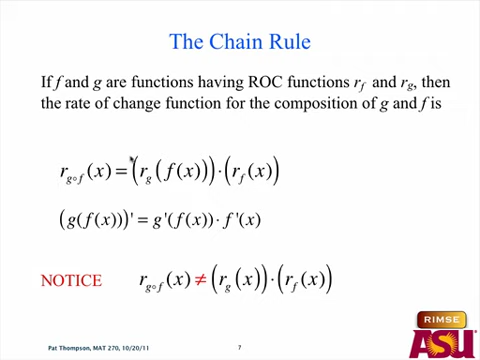 The Chain Rule
If f and g are functions having ROC functions r_f and r_g, then
the rate of change function for the composition of g and f is
r_{g∘f}(x) = (r_g(f(x)))·(r_f(x))
(g(f(x)))' = g'(f(x))·f'(x)
NOTICE r_{g∘f}(x) ≠ (r_g(x))·(r_f(x))
RIMSE
ASU
Pat Thompson, MAT 270, 10/20/11 7